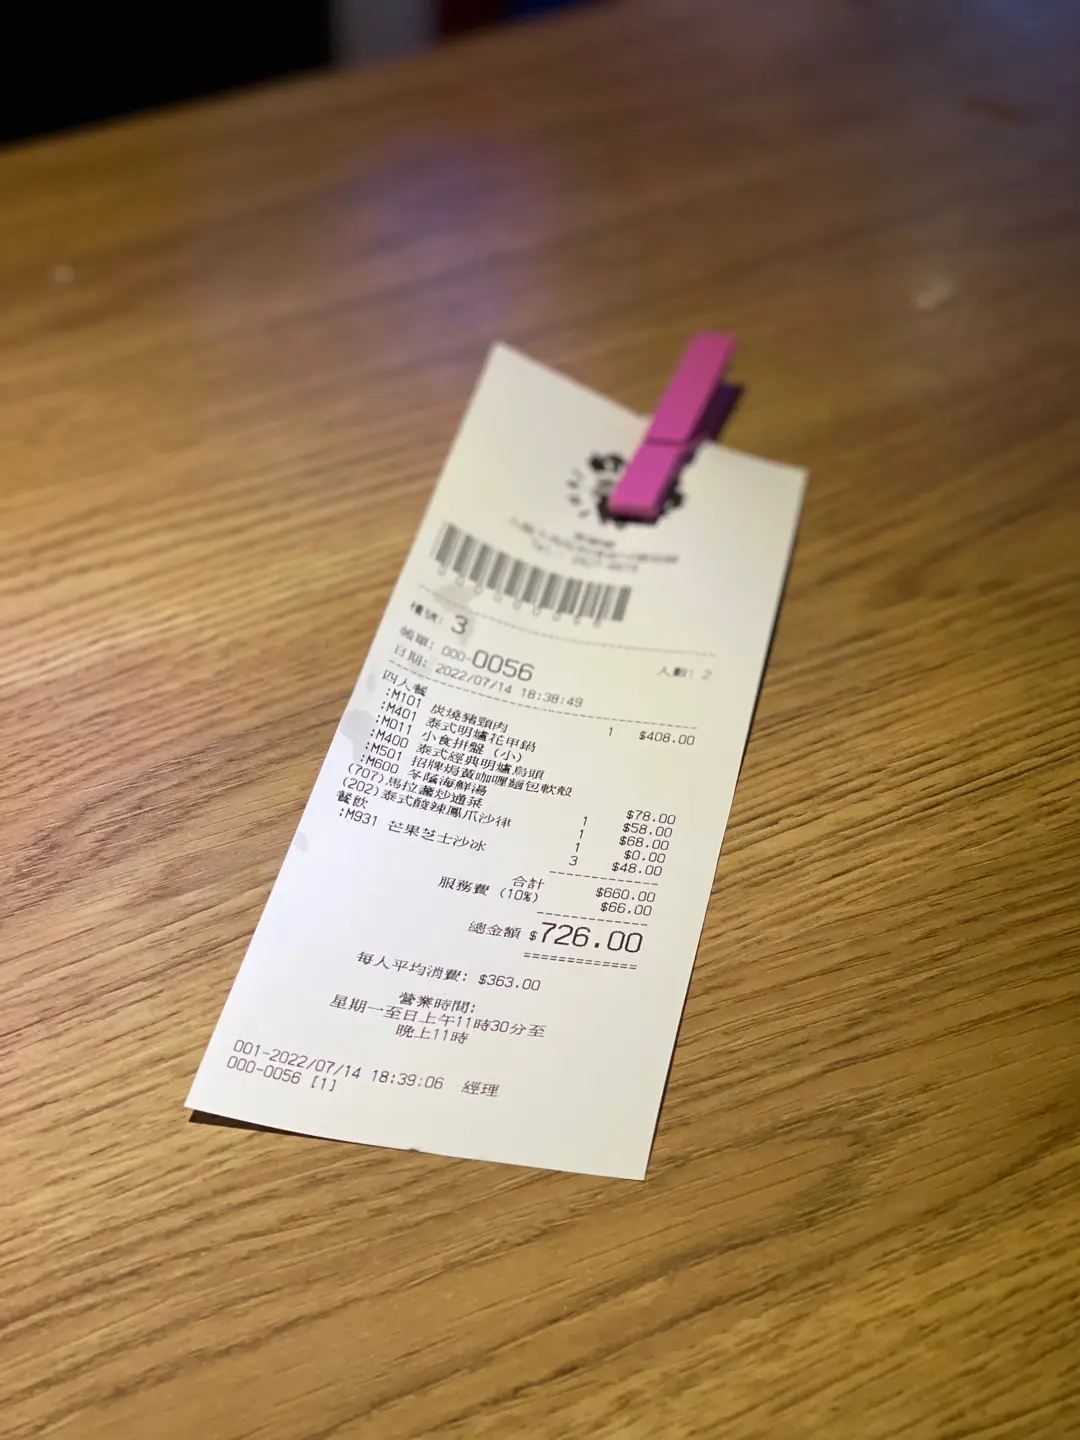 檯號: 3
人數: 2
帳單: 000-0056
日期: 2022/07/14 18:38:49
四人餐 1 $408.00
:M101 炭燒豬頸肉
:M401 泰式明爐花甲鍋
:M011 小食拼盤 (小)
:M400 泰式經典明爐烏頭
:M501 招牌焗黃咖喱麵包軟殼
:M600 冬蔭海鮮湯 1 $78.00
(707)馬拉盞炒通菜 1 $58.00
(202)泰式酸辣鳳爪沙律 1 $68.00
餐飲 3 $0.00
:M931 芒果芝士沙冰 $48.00
合計 $660.00
服務費 (10%) $66.00
總金額 $726.00
每人平均消費: $363.00
營業時間:
星期一至日上午11時30分至
晚上11時
001-2022/07/14 18:39:06 經理
000-0056 [1]